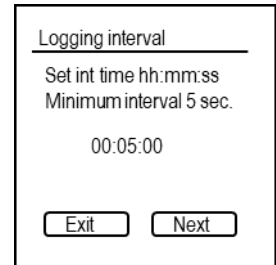 Logging interval
Set int time hh:mm:ss
Minimum interval 5 sec.
00:05:00
Exit Next